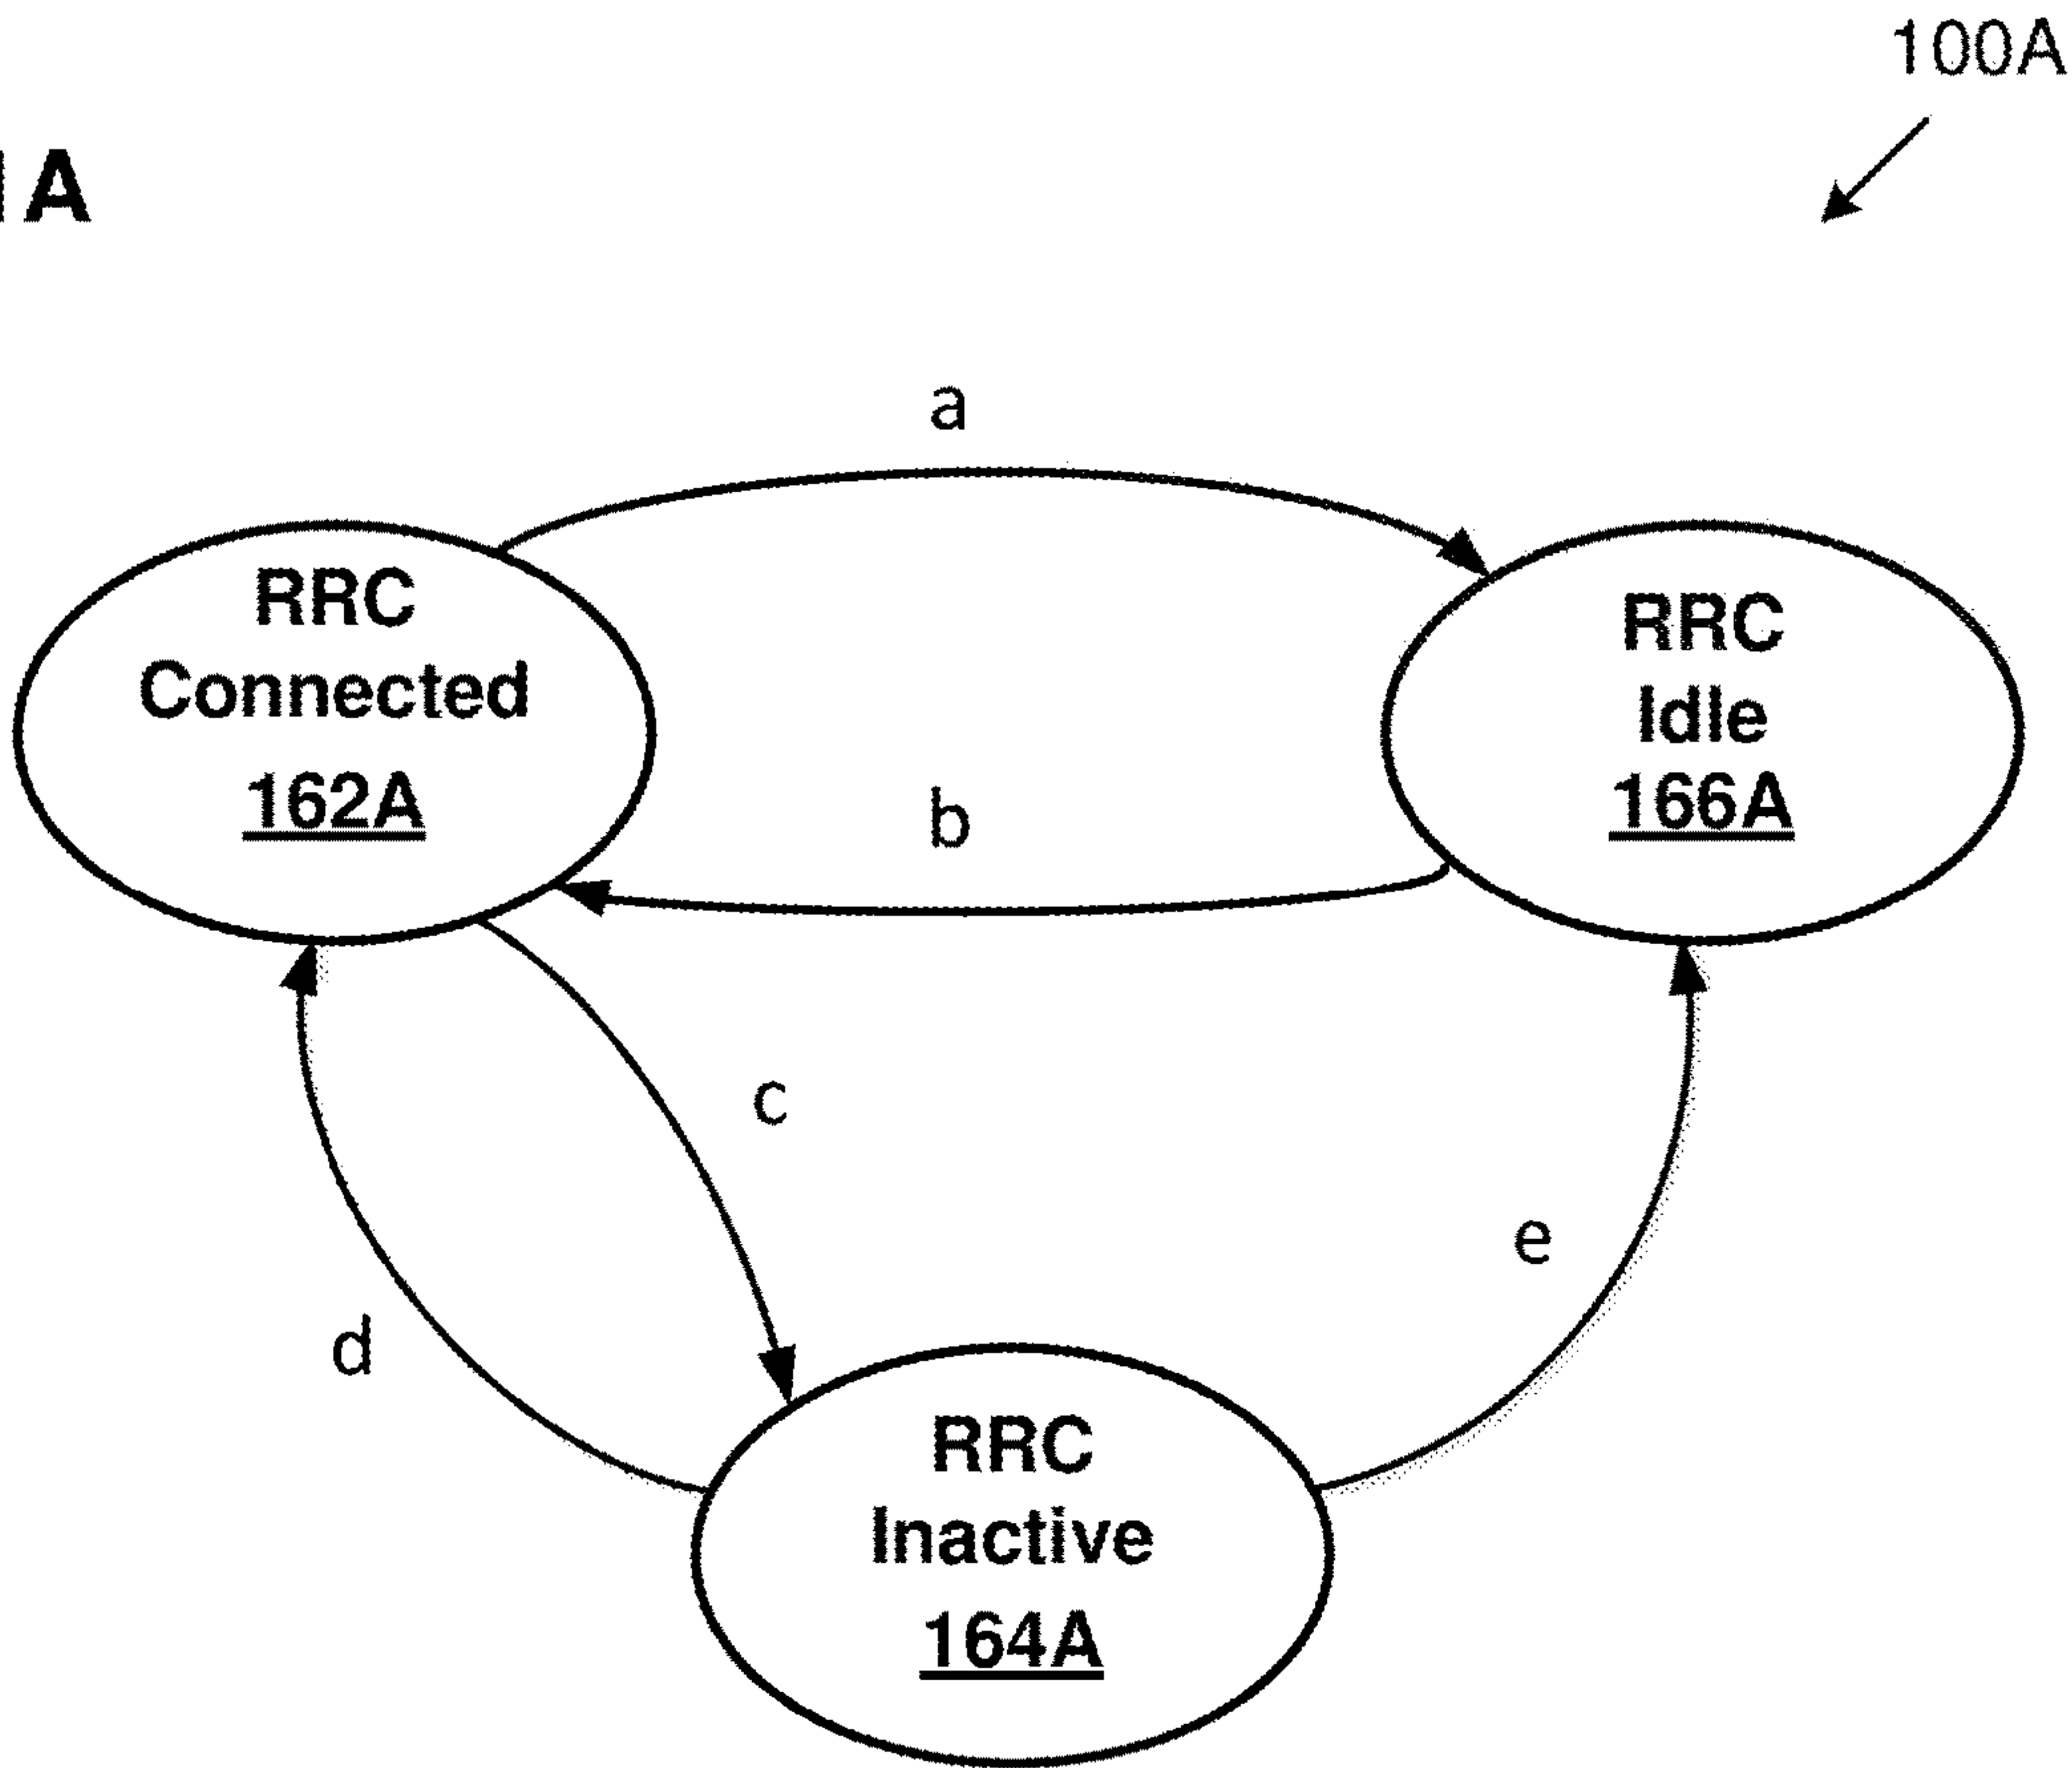 100A
1A
a
RRC
Connected
162A
RRC
Idle
166A
b
c
d
e
RRC
Inactive
164A